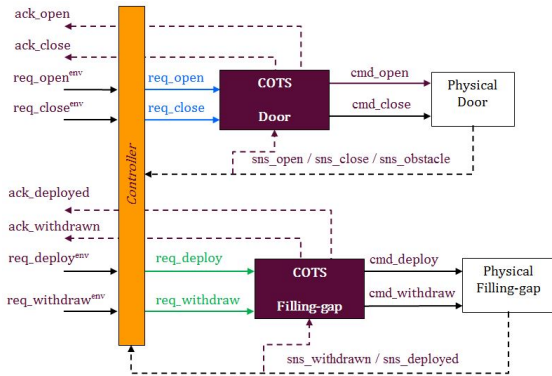 ack_open
ack_close
req_open^env
req_close^env
req_open
req_close
COTS
Door
cmd_open
cmd_close
Physical
Door
sns_open / sns_close / sns_obstacle
Controller
ack_deployed
ack_withdrawn
req_deploy^env
req_withdraw^env
req_deploy
req_withdraw
COTS
Filling-gap
cmd_deploy
cmd_withdraw
Physical
Filling-gap
sns_withdrawn / sns_deployed